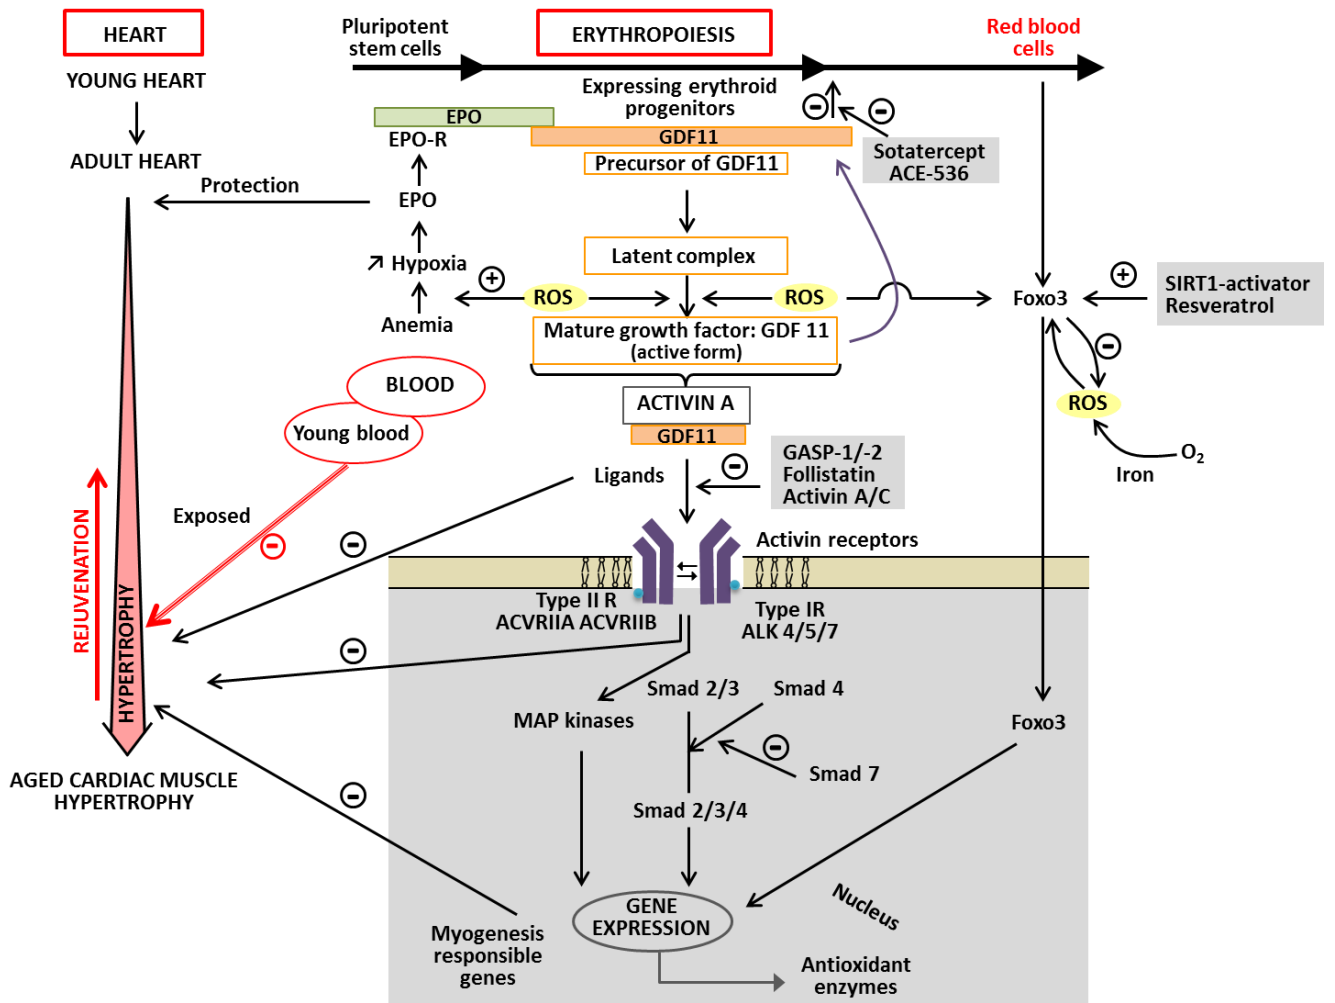 HEART
YOUNG HEART
ADULT HEART
Protection
REJUVENATION
HYPERTROPHY
AGED CARDIAC MUSCLE
HYPERTROPHY
Pluripotent
stem cells
ERYTHROPOIESIS
Red blood
cells
Expressing erythroid
progenitors
EPO
EPO-R
GDF11
Precursor of GDF11
−
−
Sotatercept
ACE-536
EPO
↗ Hypoxia
Anemia
Latent complex
+
ROS
ROS
Foxo3
+
SIRT1-activator
Resveratrol
Mature growth factor: GDF 11
(active form)
−
ROS
O₂
Iron
BLOOD
Young blood
Exposed
−
ACTIVIN A
GDF11
Ligands
−
GASP-1/-2
Follistatin
Activin A/C
−
Activin receptors
Type II R
ACVRIIA ACVRIIB
Type IR
ALK 4/5/7
−
Smad 2/3
Smad 4
MAP kinases
−
Smad 7
Foxo3
Smad 2/3/4
−
GENE
EXPRESSION
Nucleus
Myogenesis
responsible
genes
Antioxidant
enzymes